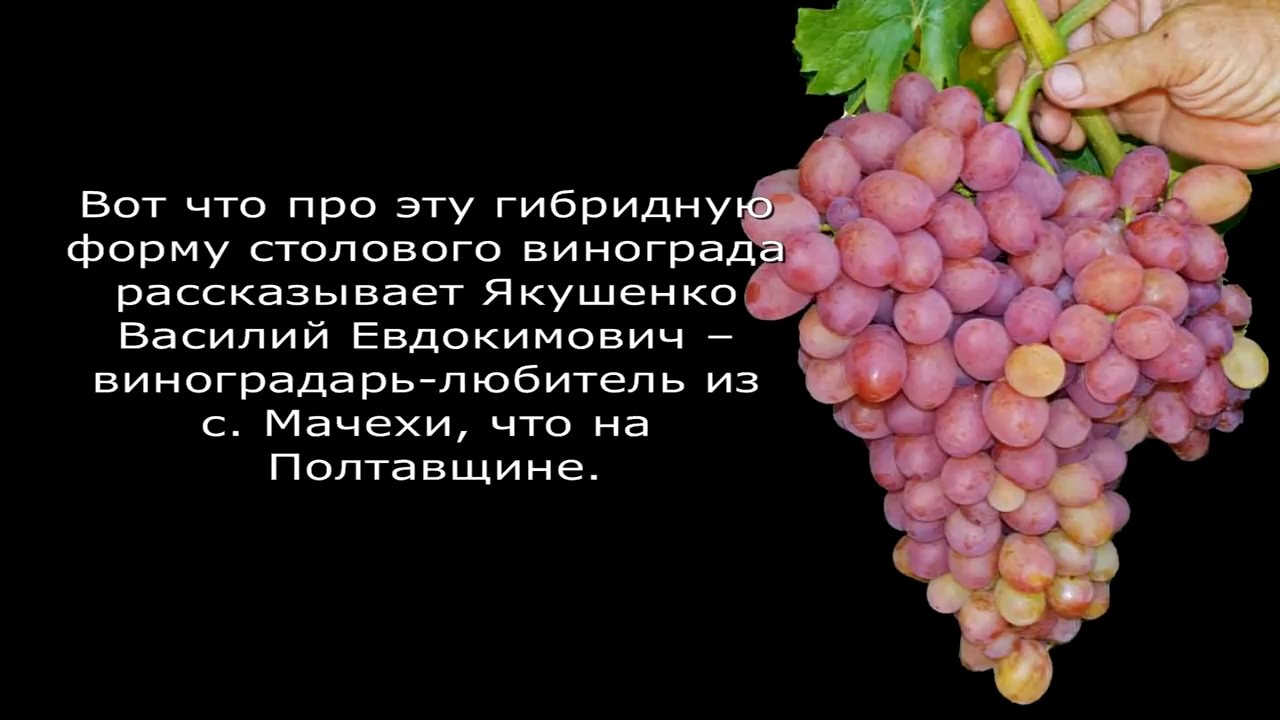 Вот что про эту гибридную
форму столового винограда
рассказывает Якушенко
Василий Евдокимович –
виноградарь-любитель из
с. Мачехи, что на
Полтавщине.